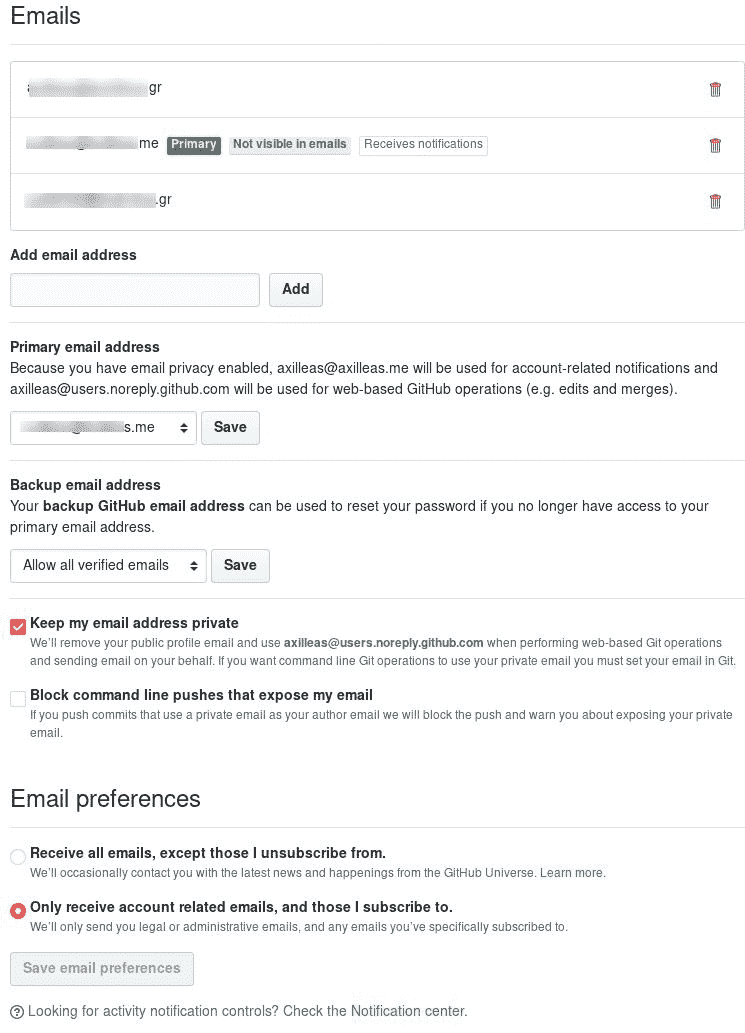 Emails
gr
me Primary Not visible in emails Receives notifications
.gr
Add email address
Add
Primary email address
Because you have email privacy enabled, axilleas@axilleas.me will be used for account-related notifications and
axilleas@users.noreply.github.com will be used for web-based GitHub operations (e.g. edits and merges).
s.me Save
Backup email address
Your backup GitHub email address can be used to reset your password if you no longer have access to your
primary email address.
Allow all verified emails Save
Keep my email address private
We’ll remove your public profile email and use axilleas@users.noreply.github.com when performing web-based Git operations
and sending email on your behalf. If you want command line Git operations to use your private email you must set your email in Git.
Block command line pushes that expose my email
If you push commits that use a private email as your author email we will block the push and warn you about exposing your private
email.
Email preferences
Receive all emails, except those I unsubscribe from.
We’ll occasionally contact you with the latest news and happenings from the GitHub Universe. Learn more.
Only receive account related emails, and those I subscribe to.
We’ll only send you legal or administrative emails, and any emails you’ve specifically subscribed to.
Save email preferences
Looking for activity notification controls? Check the Notification center.